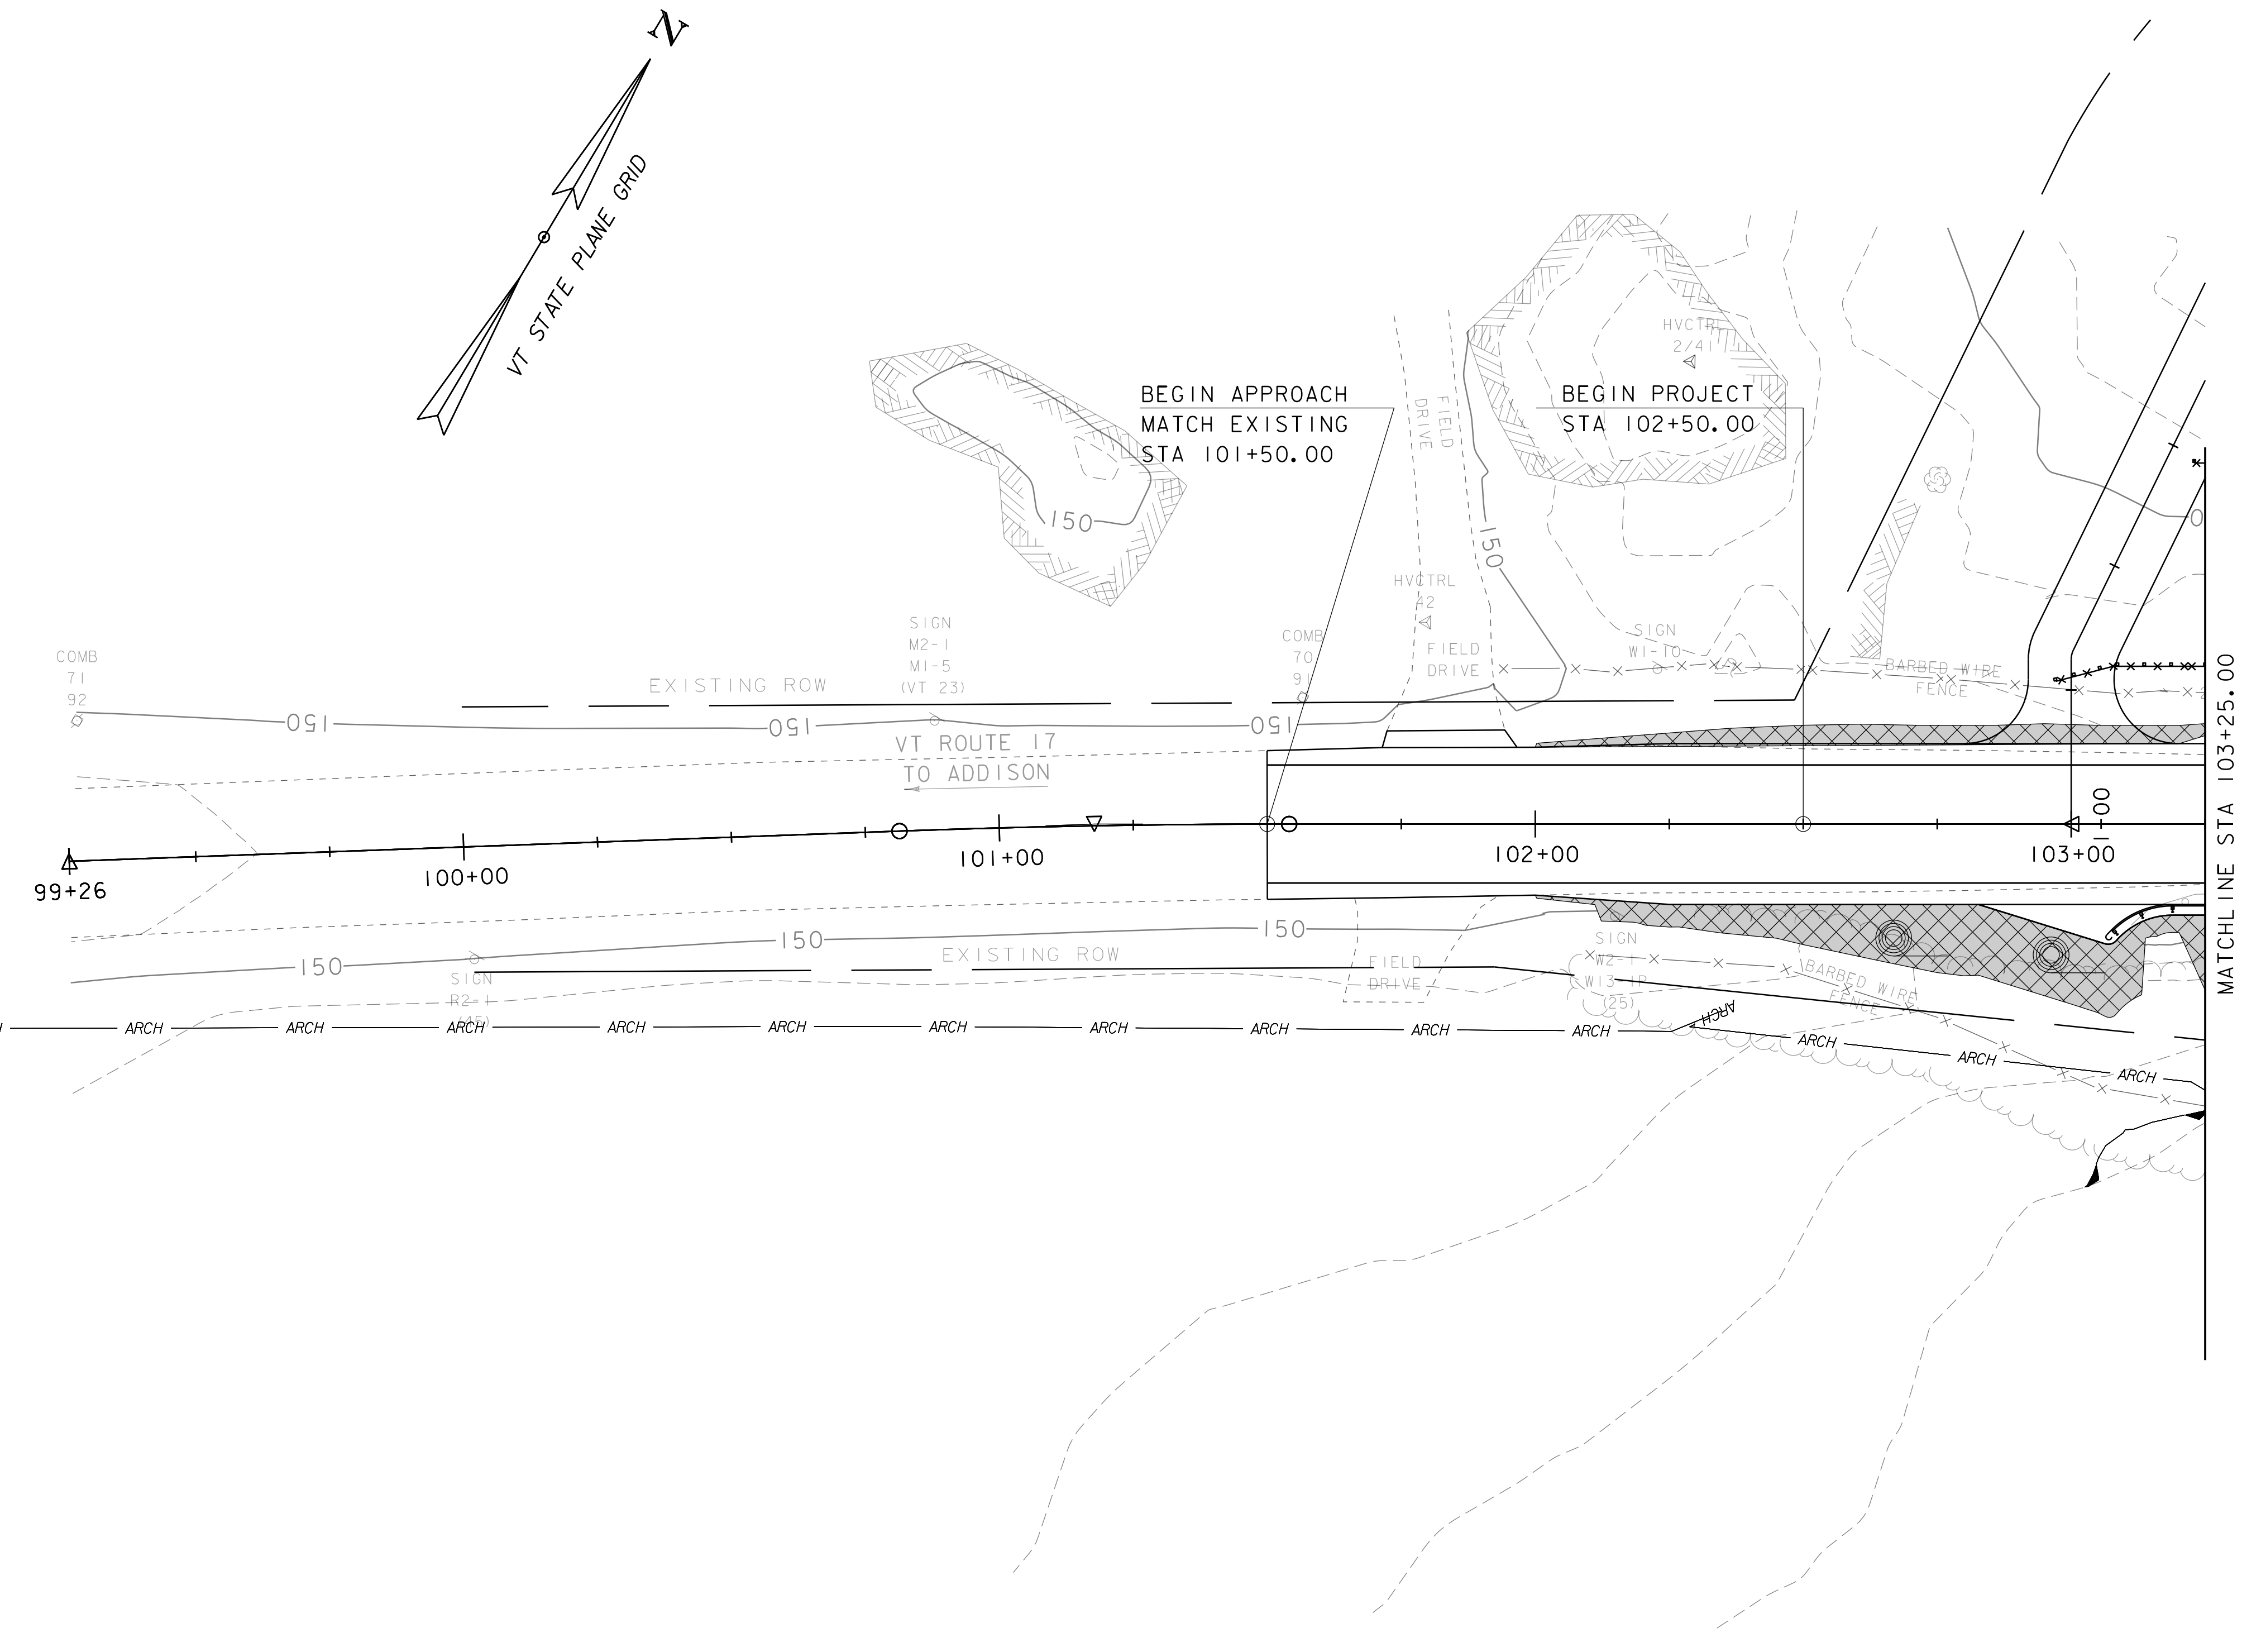 N
VT STATE PLANE GRID
HVCTRL
2/41
BEGIN APPROACH
MATCH EXISTING
STA 101+50.00
FIELD
DRIVE
BEGIN PROJECT
STA 102+50.00
150
150
0
HVCTRL
42
SIGN
M2-1
M1-5
(VT 23)
COMB
70
91
FIELD
DRIVE
SIGN
W1-10
COMB
71
92
EXISTING ROW
BARBED WIRE
FENCE
150
150
150
VT ROUTE 17
TO ADDISON
MATCHLINE STA 103+25.00
1+00
99+26
100+00
101+00
102+00
103+00
150
150
150
EXISTING ROW
SIGN
R2-1
(45)
FIELD
DRIVE
SIGN
W2-1
W13-1P
(25)
BARBED WIRE
FENCE
ARCH
ARCH
ARCH
ARCH
ARCH
ARCH
ARCH
ARCH
ARCH
ARCH
ARCH
ARCH
ARCH
ARCH